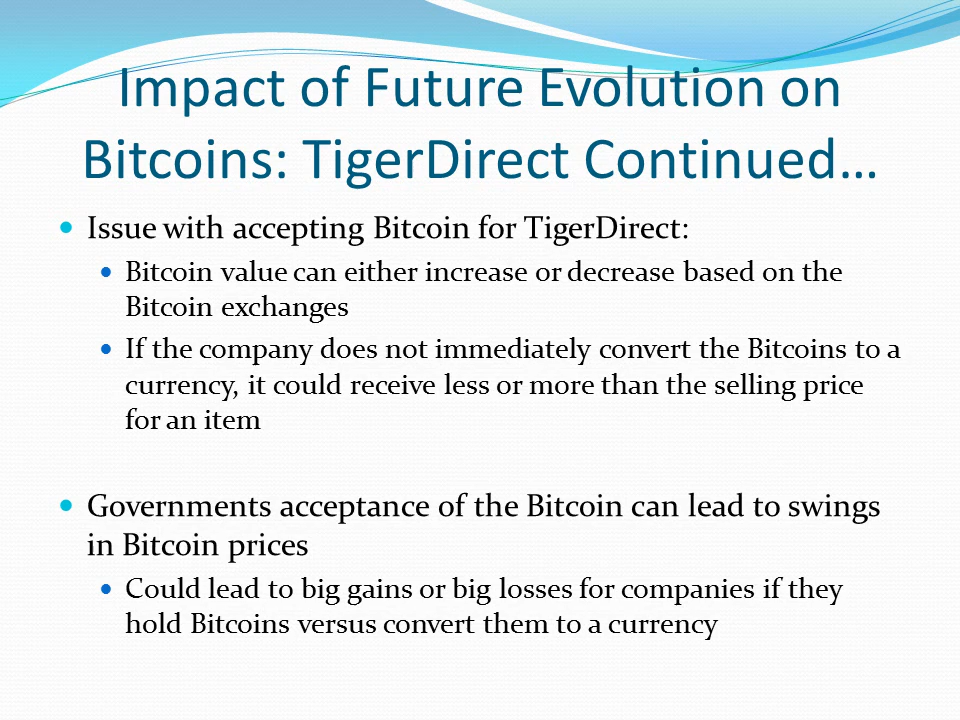 Impact of Future Evolution on
Bitcoins: TigerDirect Continued…
Issue with accepting Bitcoin for TigerDirect:
Bitcoin value can either increase or decrease based on the
Bitcoin exchanges
If the company does not immediately convert the Bitcoins to a
currency, it could receive less or more than the selling price
for an item
Governments acceptance of the Bitcoin can lead to swings
in Bitcoin prices
Could lead to big gains or big losses for companies if they
hold Bitcoins versus convert them to a currency